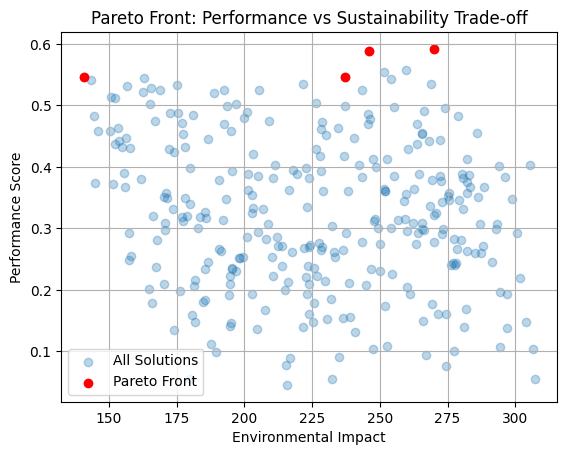 Pareto Front: Performance vs Sustainability Trade-off
Performance Score
0.6
0.5
0.4
0.3
0.2
0.1
All Solutions
Pareto Front
150 175 200 225 250 275 300
Environmental Impact